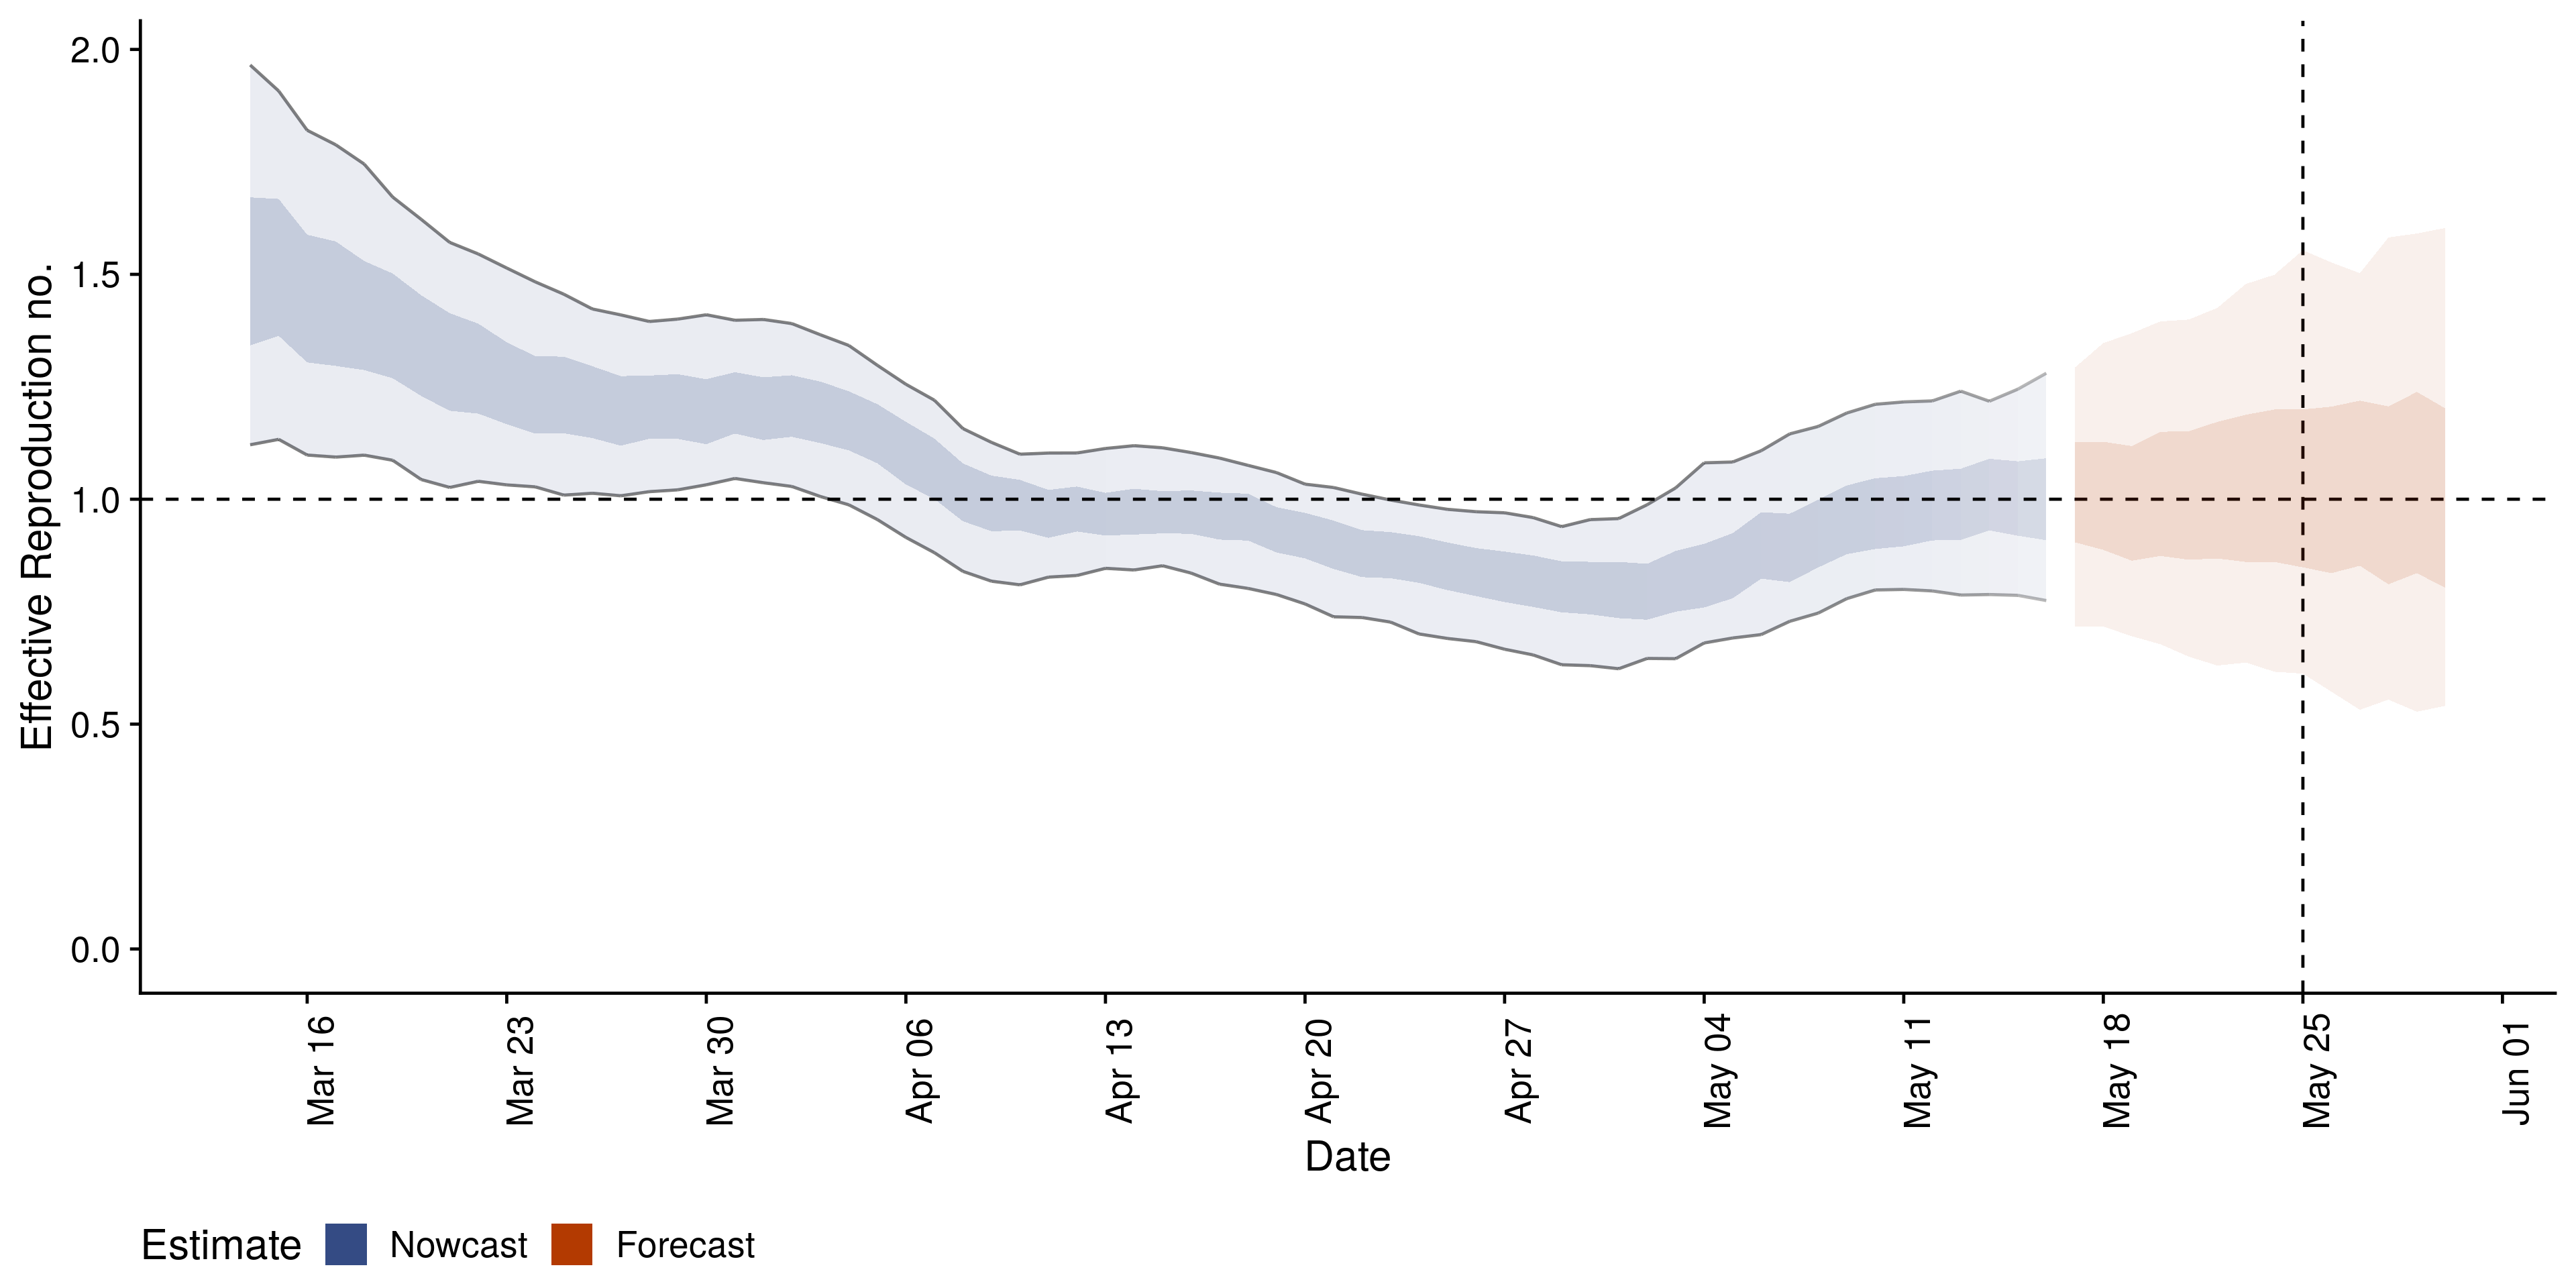 Effective Reproduction no.
2.0
1.5
1.0
0.5
0.0
Mar 16
Mar 23
Mar 30
Apr 06
Apr 13
Apr 20
Apr 27
May 04
May 11
May 18
May 25
Jun 01
Date
Estimate Nowcast Forecast